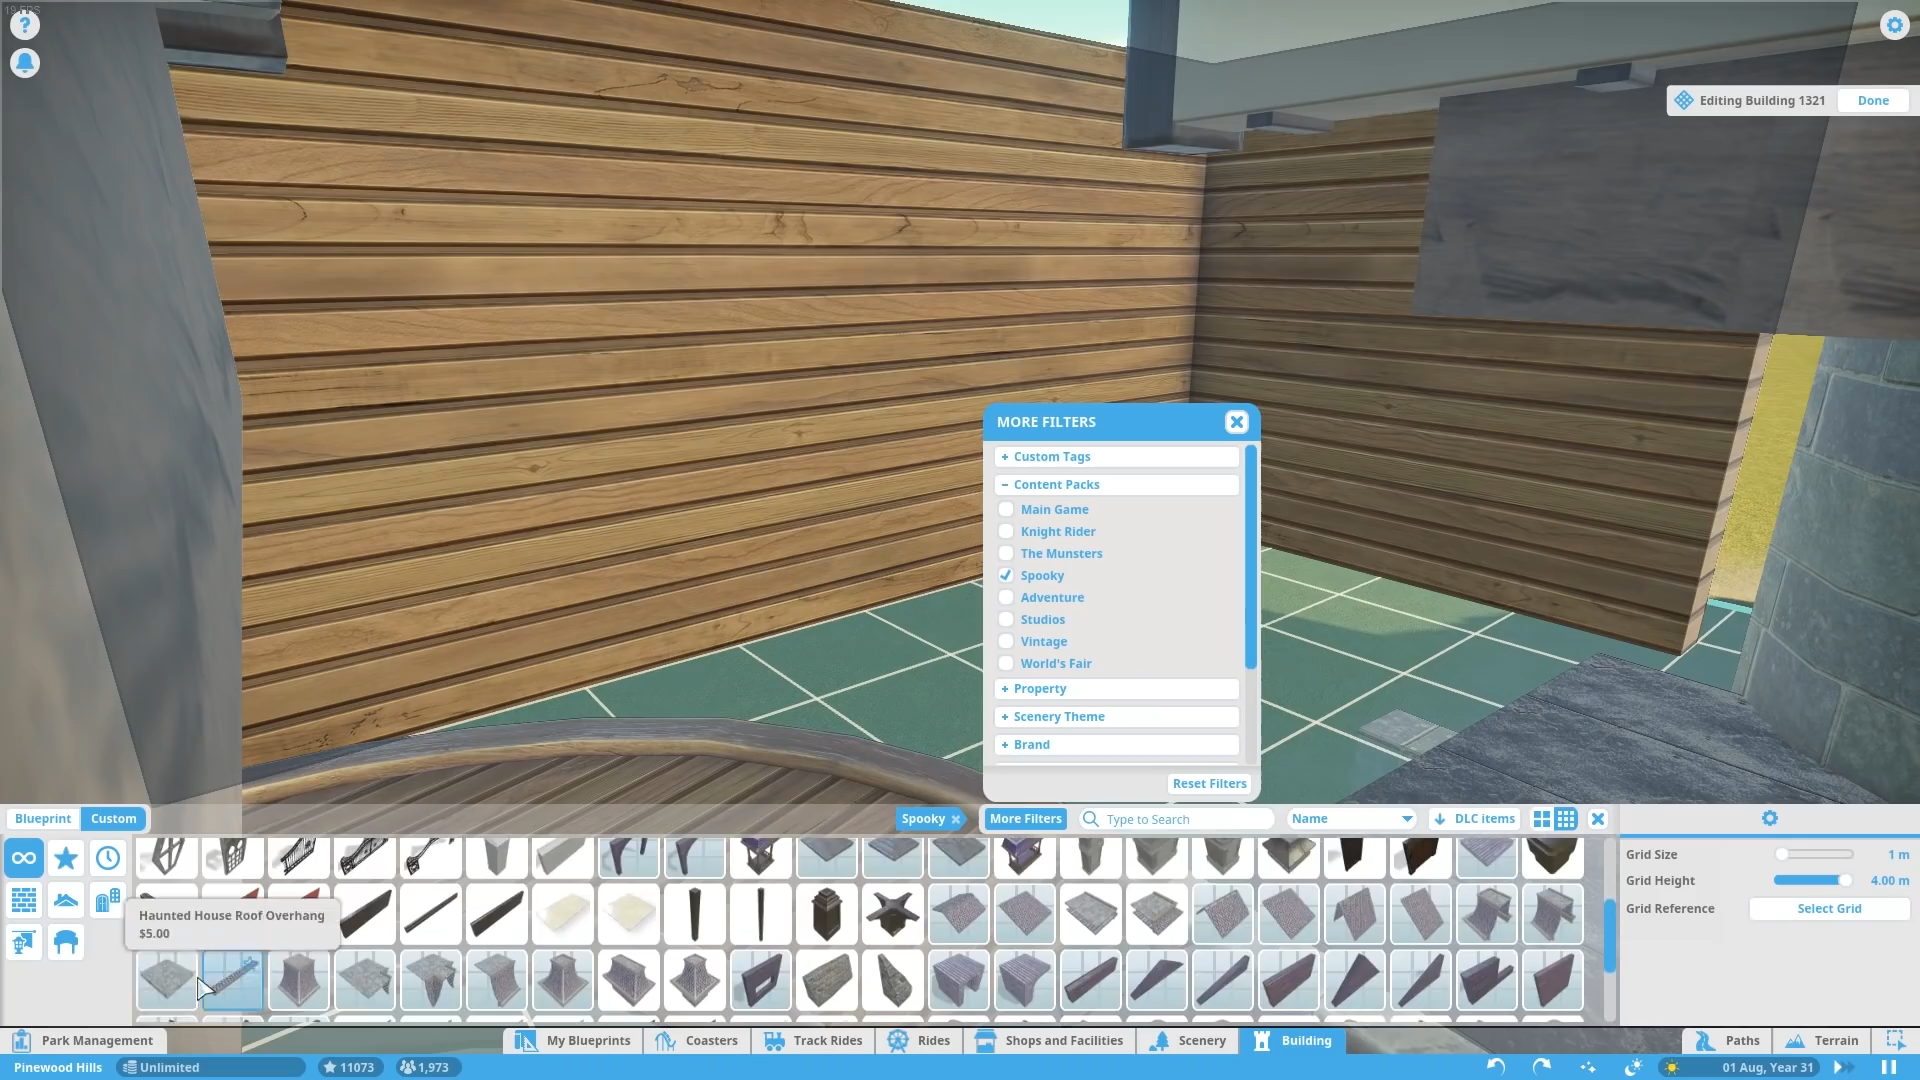 19 FPS
?
Editing Building 1321
Done
MORE FILTERS
+ Custom Tags
− Content Packs
Main Game
Knight Rider
The Munsters
Spooky
Adventure
Studios
Vintage
World's Fair
+ Property
+ Scenery Theme
+ Brand
Reset Filters
Blueprint
Custom
Spooky
More Filters
Type to Search
Name
DLC items
Grid Size
1 m
Grid Height
4.00 m
Grid Reference
Select Grid
Haunted House Roof Overhang
$5.00
Park Management
My Blueprints
Coasters
Track Rides
Rides
Shops and Facilities
Scenery
Building
Paths
Terrain
Pinewood Hills
Unlimited
11073
1,973
01 Aug, Year 31